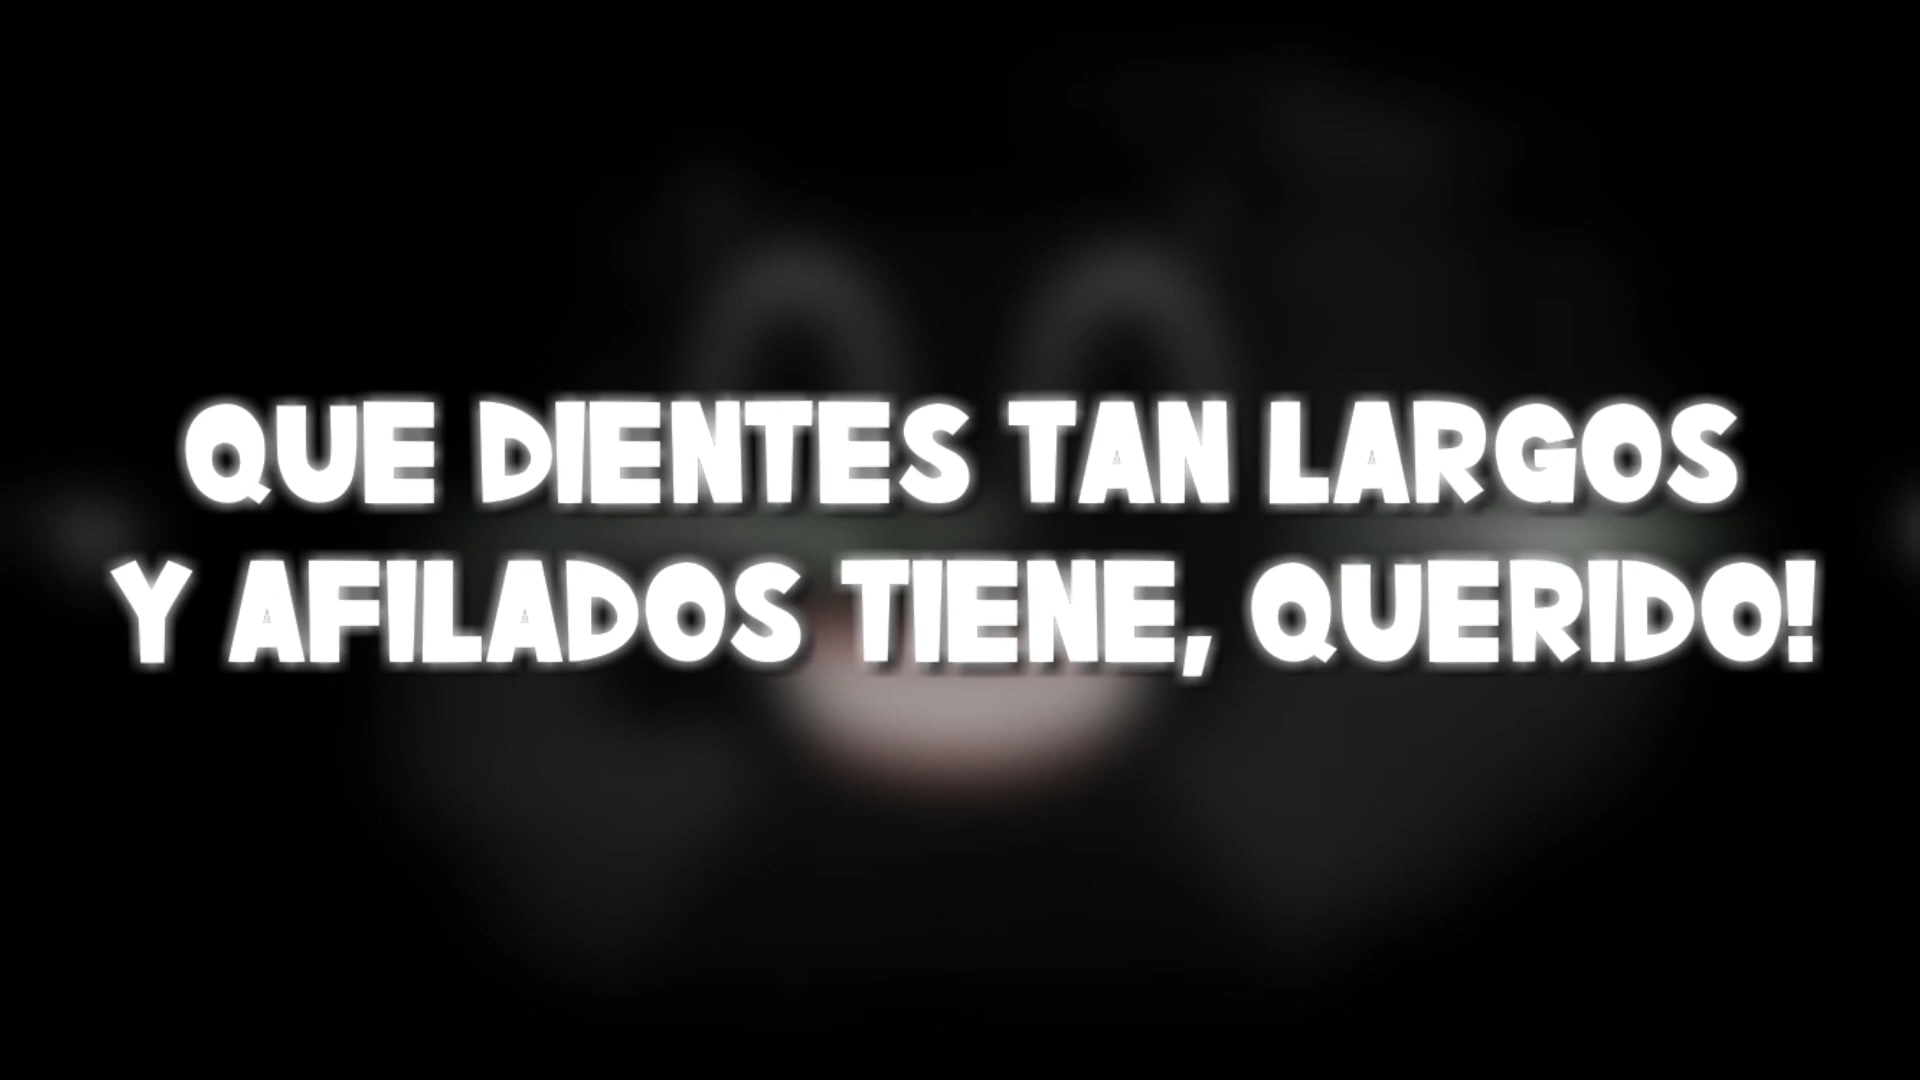 QUE DIENTES TAN LARGOS
Y AFILADOS TIENE, QUERIDO!